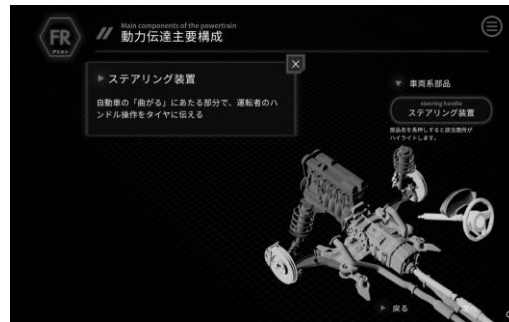 FR
Main components of the powertrain
動力伝達主要構成
ステアリング装置
自動車の「曲がる」にあたる部分で、運転者のハ
ンドル操作をタイヤに伝える
車両系部品
steering handle
ステアリング装置
部品名を長押しすると該当箇所が
ハイライトします。
戻る